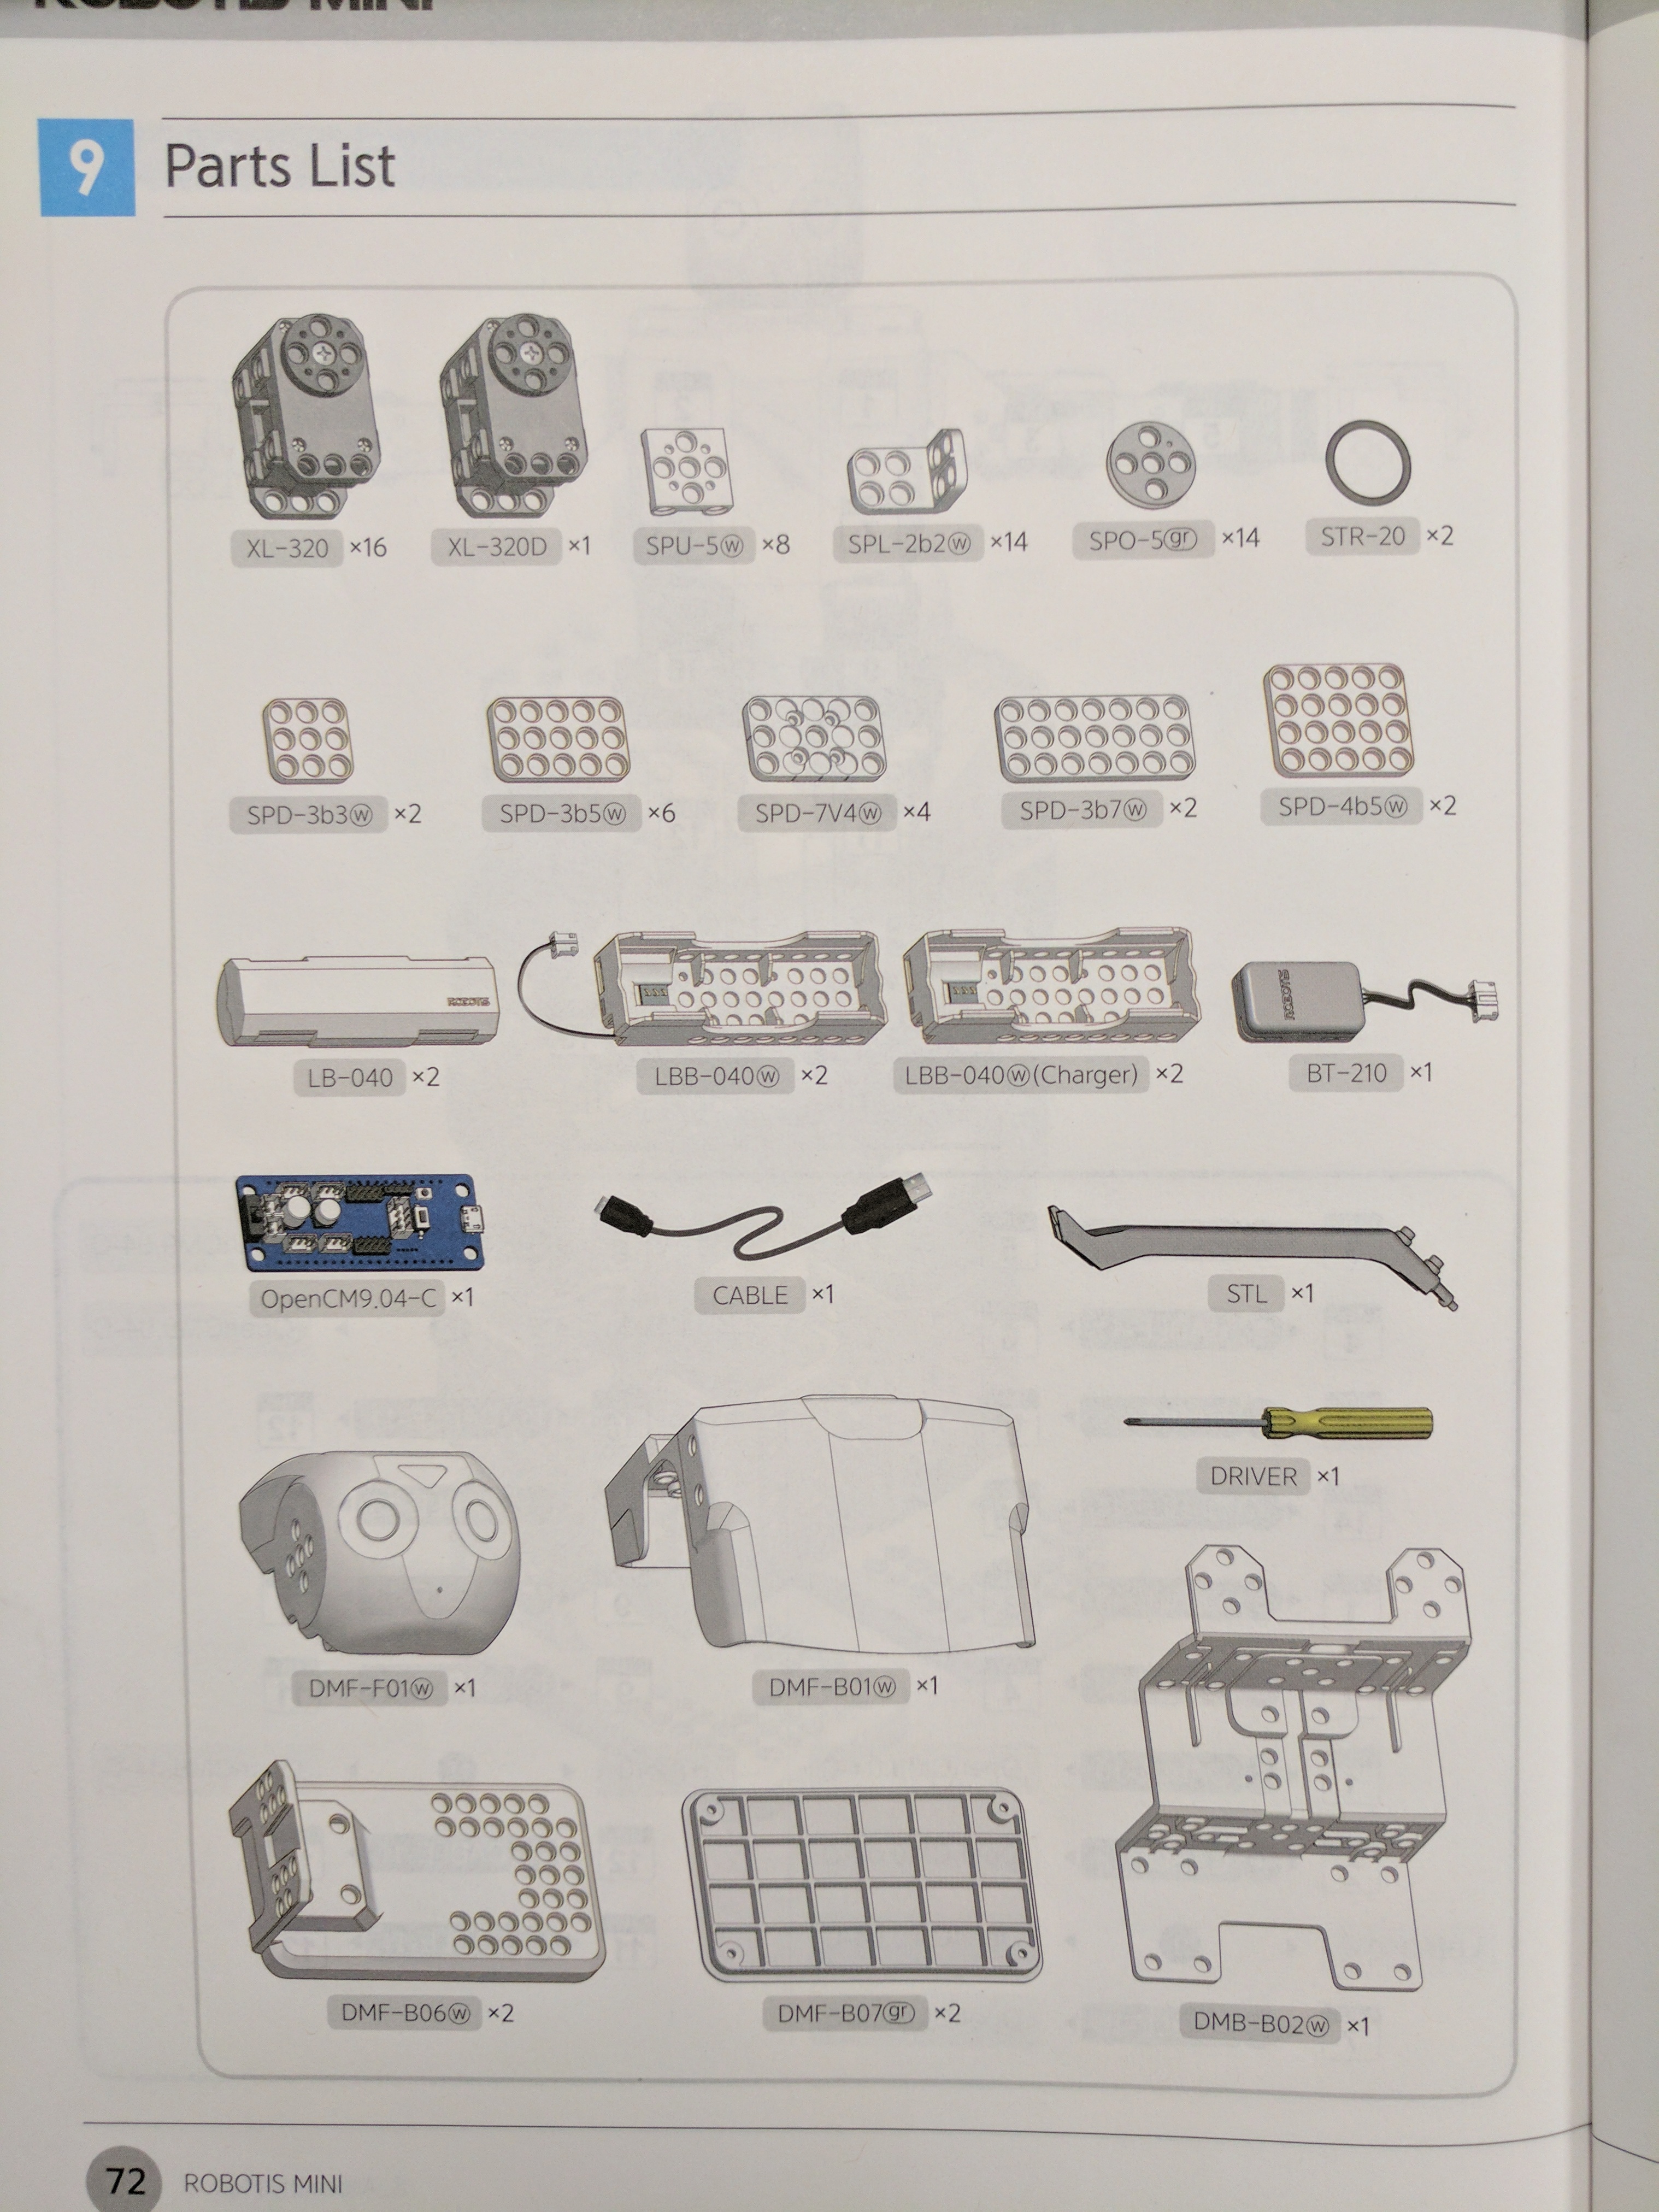 ROBOTIS MINI
9 Parts List
XL-320 ×16
XL-320D ×1
SPU-5ⓦ ×8
SPL-2b2ⓦ ×14
SPO-5(gr) ×14
STR-20 ×2
SPD-3b3ⓦ ×2
SPD-3b5ⓦ ×6
SPD-7V4ⓦ ×4
SPD-3b7ⓦ ×2
SPD-4b5ⓦ ×2
ROBOTIS
ROBOTIS
LB-040 ×2
LBB-040ⓦ ×2
LBB-040ⓦ(Charger) ×2
BT-210 ×1
OpenCM9.04-C ×1
CABLE ×1
STL ×1
DRIVER ×1
DMF-F01ⓦ ×1
DMF-B01ⓦ ×1
DMF-B06ⓦ ×2
DMF-B07(gr) ×2
DMB-B02ⓦ ×1
72 ROBOTIS MINI